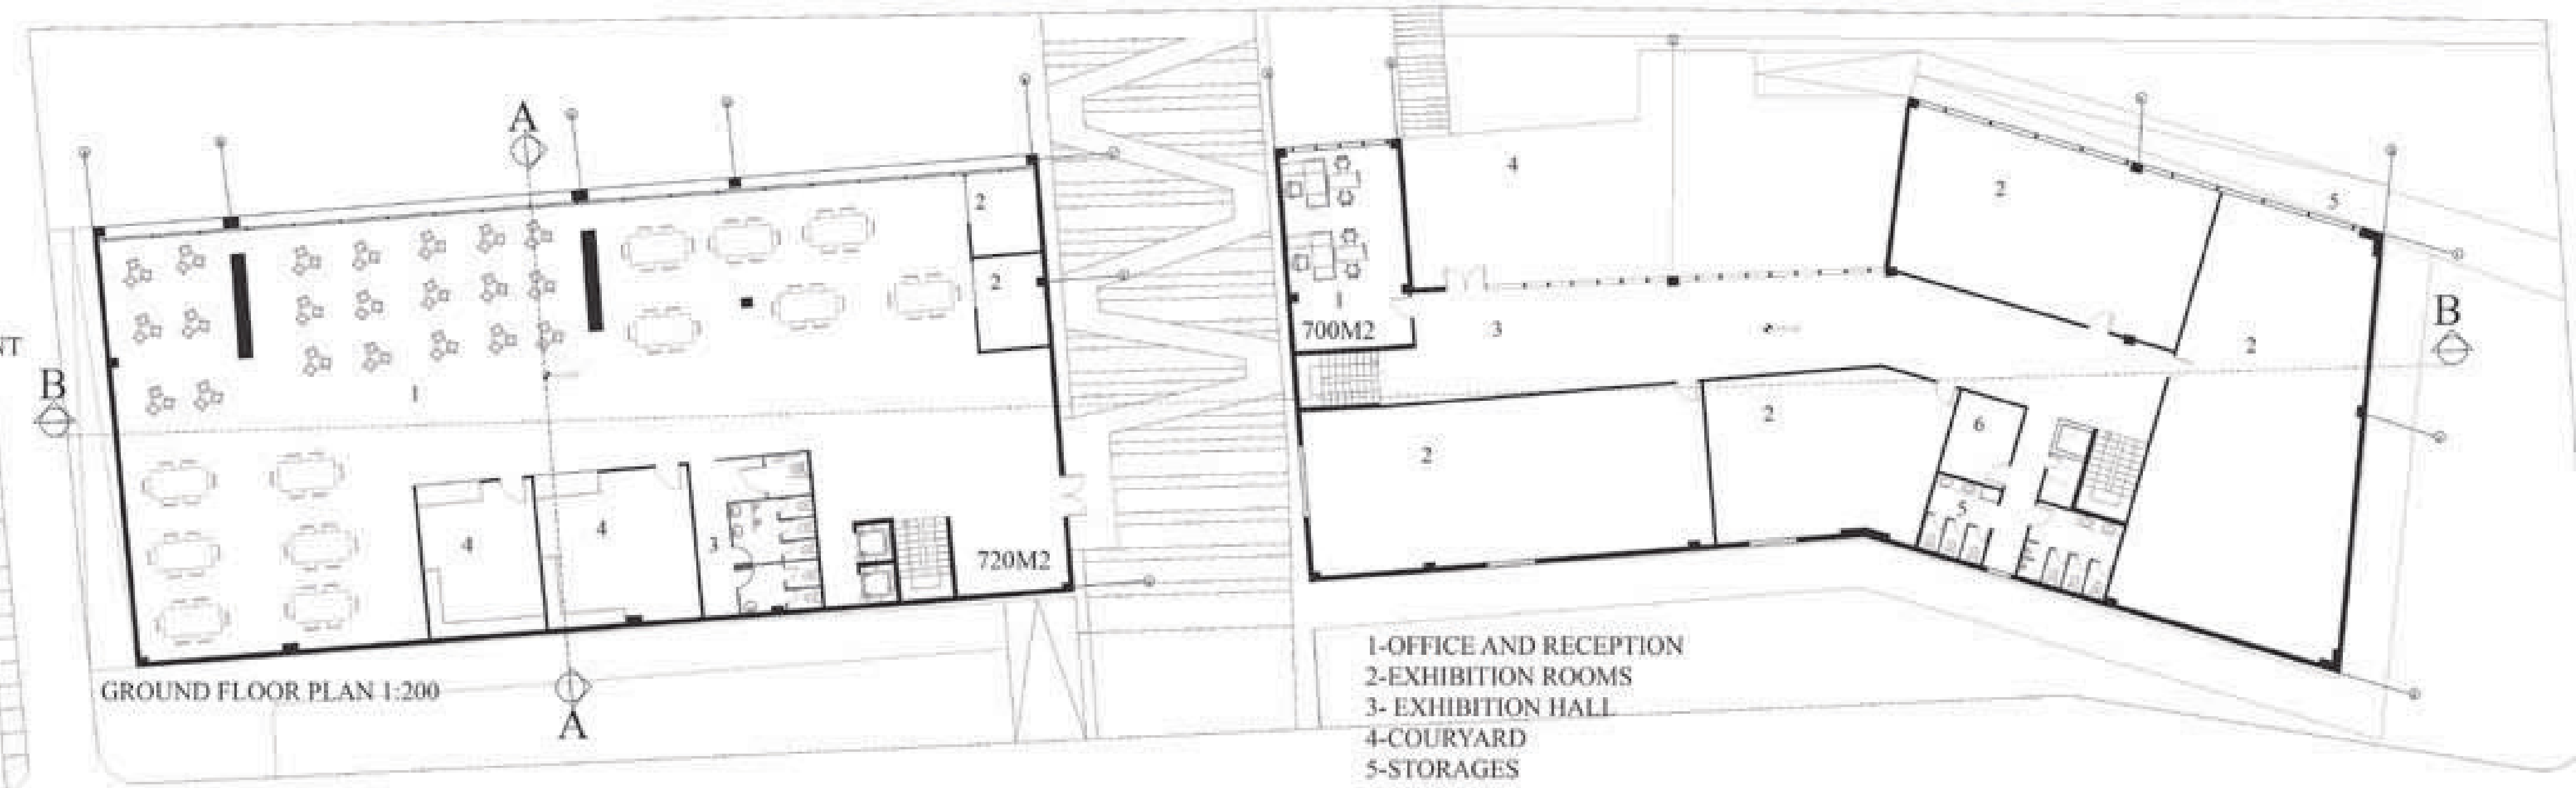 A
2
4
2
5
2
1
700M2
3
B
2
NT
B
1
2
2
6
4
4
3
5
720M2
GROUND FLOOR PLAN 1:200
A
1-OFFICE AND RECEPTION
2-EXHIBITION ROOMS
3- EXHIBITION HALL
4-COURYARD
5-STORAGES